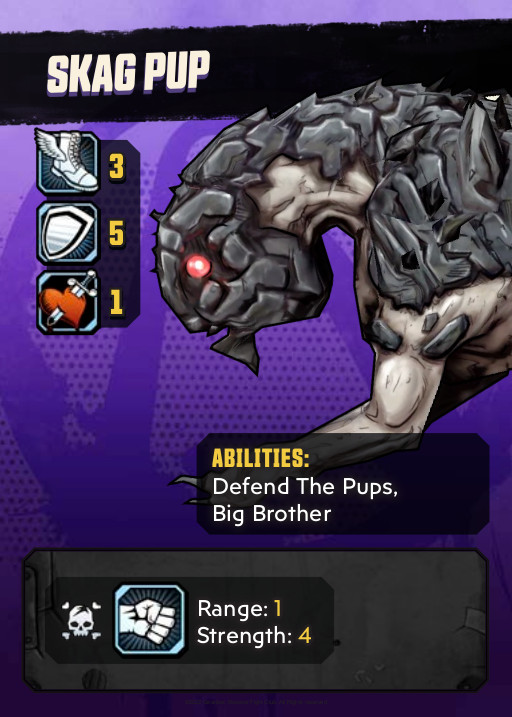 SKAG PUP
3
5
1
ABILITIES:
Defend The Pups,
Big Brother
Range: 1
Strength: 4